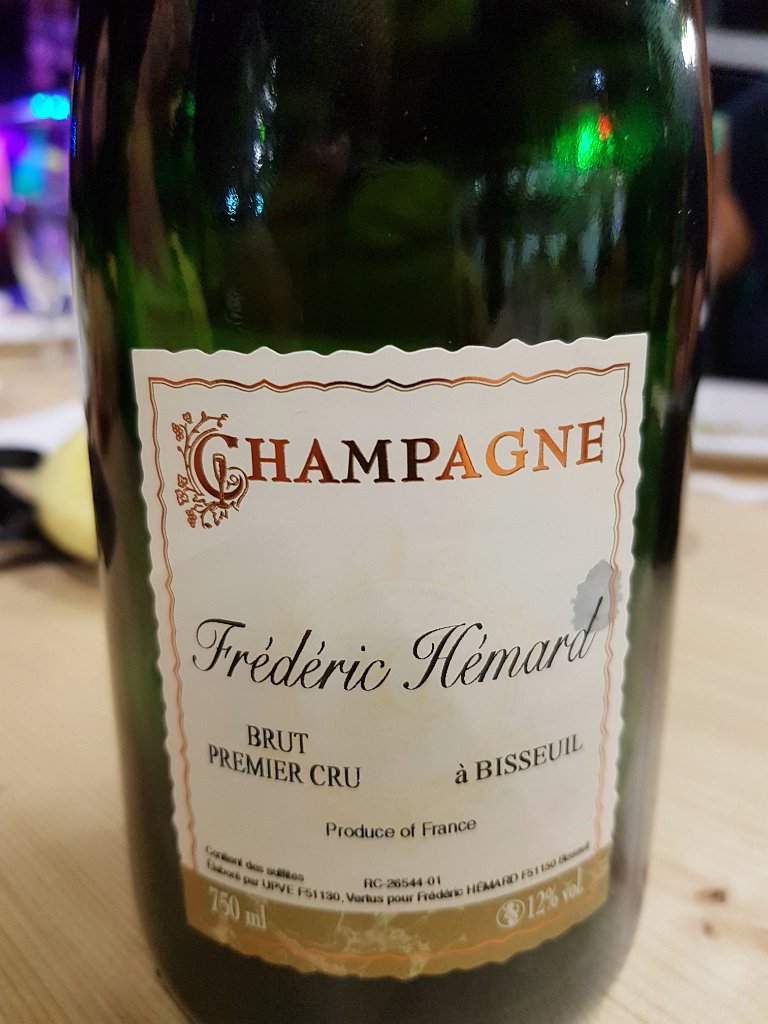 CHAMPAGNE
Frédéric Hémard
BRUT
PREMIER CRU
à BISSEUIL
Produce of France
Contient des sulfites RC-26544-01
Élaboré par UPVE F51130, Vertus pour Frédéric HÉMARD F51150 Bisseuil
750 ml 12% vol.